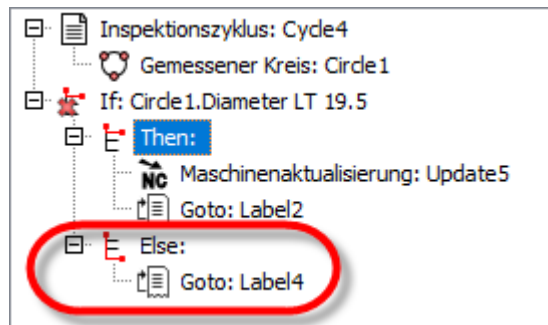 Inspektionszyklus: Cycle4
Gemessener Kreis: Circle1
If: Circle1.Diameter LT 19.5
Then:
NC Maschinenaktualisierung: Update5
Goto: Label2
Else:
Goto: Label4